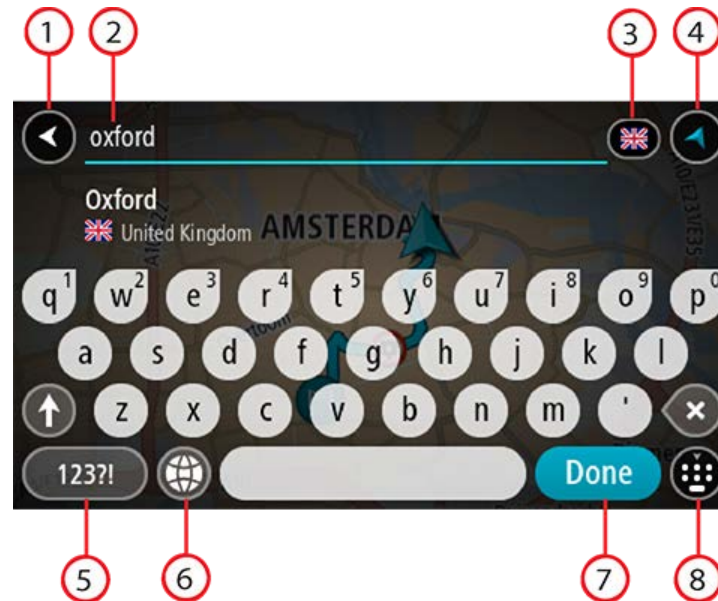 1 2 3 4
oxford
Oxford
United Kingdom
AMSTERDA
A10E22VE35
q1 w2 e3 r4 t5 y6 u7 i8 o9 p0
a s d f g h j k l
z x c v b n m '
123?! Done
5 6 7 8